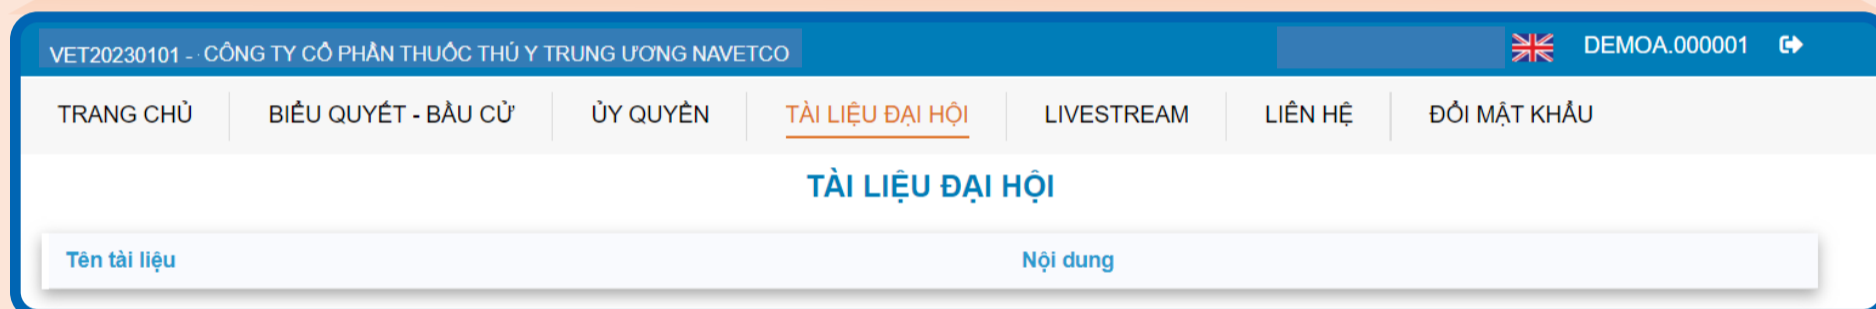 VET20230101 - CÔNG TY CỔ PHẦN THUỐC THÚ Y TRUNG ƯƠNG NAVETCO DEMOA.000001
TRANG CHỦ BIỂU QUYẾT - BẦU CỬ ỦY QUYỀN TÀI LIỆU ĐẠI HỘI LIVESTREAM LIÊN HỆ ĐỔI MẬT KHẨU
TÀI LIỆU ĐẠI HỘI
Tên tài liệu Nội dung